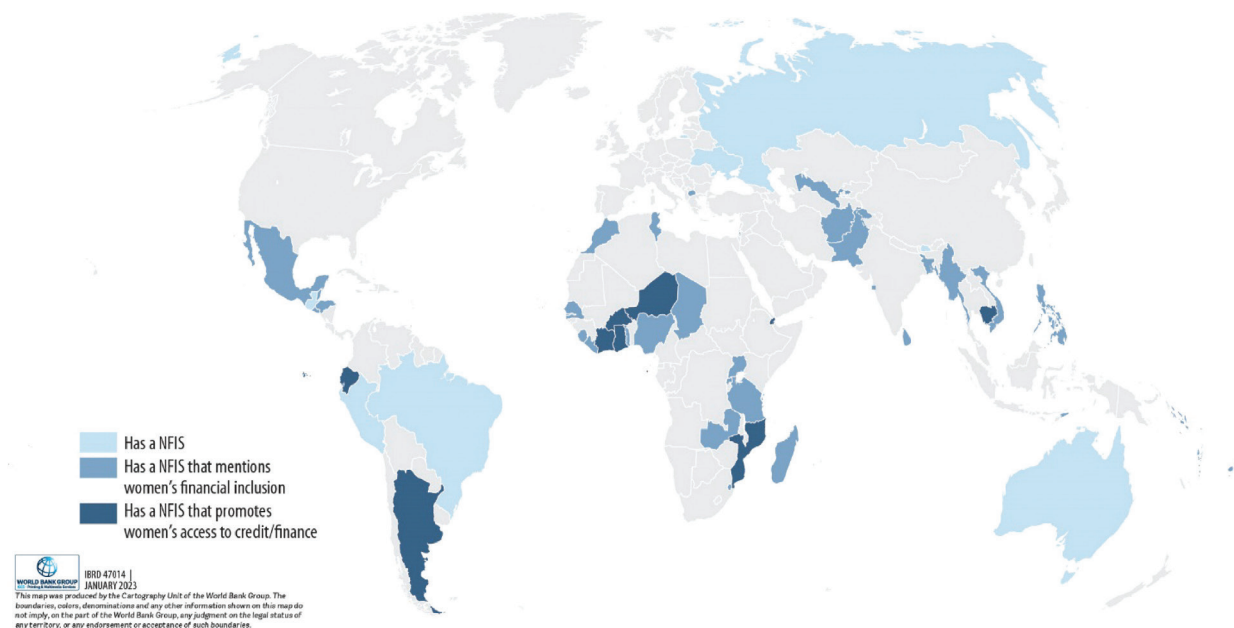 Has a NFIS
Has a NFIS that mentions
women's financial inclusion
Has a NFIS that promotes
women's access to credit/finance
WORLD BANK GROUP
Printing & Multimedia Services
IBRD 47014 |
JANUARY 2023
This map was produced by the Cartography Unit of the World Bank Group. The
boundaries, colors, denominations and any other information shown on this map do
not imply, on the part of the World Bank Group, any judgment on the legal status of
any territory, or any endorsement or acceptance of such boundaries.